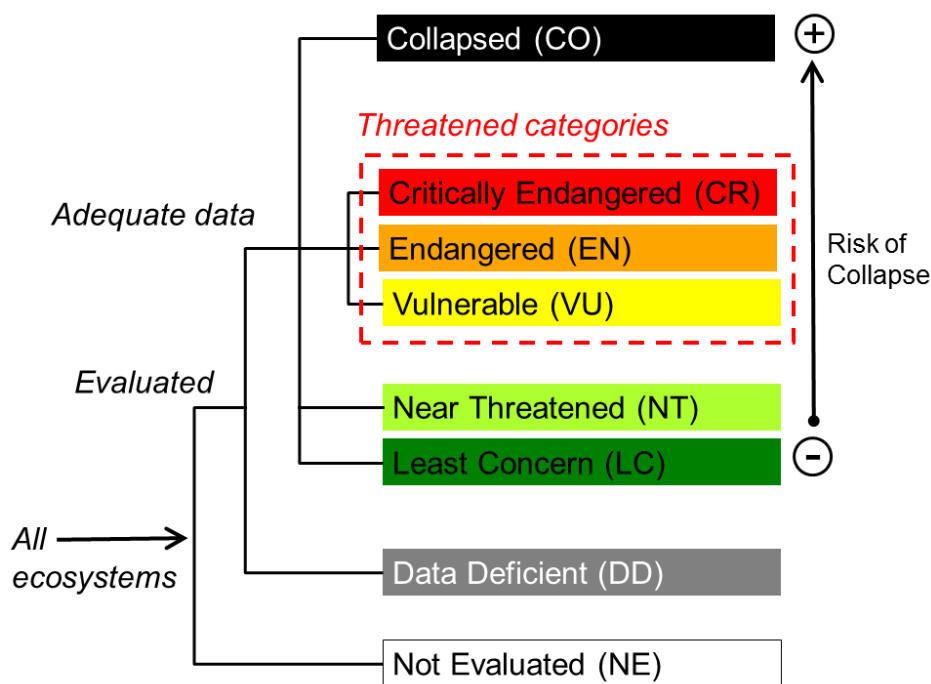 Collapsed (CO)
+
Threatened categories
Critically Endangered (CR)
Adequate data
Endangered (EN)
Risk of
Collapse
Vulnerable (VU)
Evaluated
Near Threatened (NT)
Least Concern (LC)
-
All
ecosystems
Data Deficient (DD)
Not Evaluated (NE)